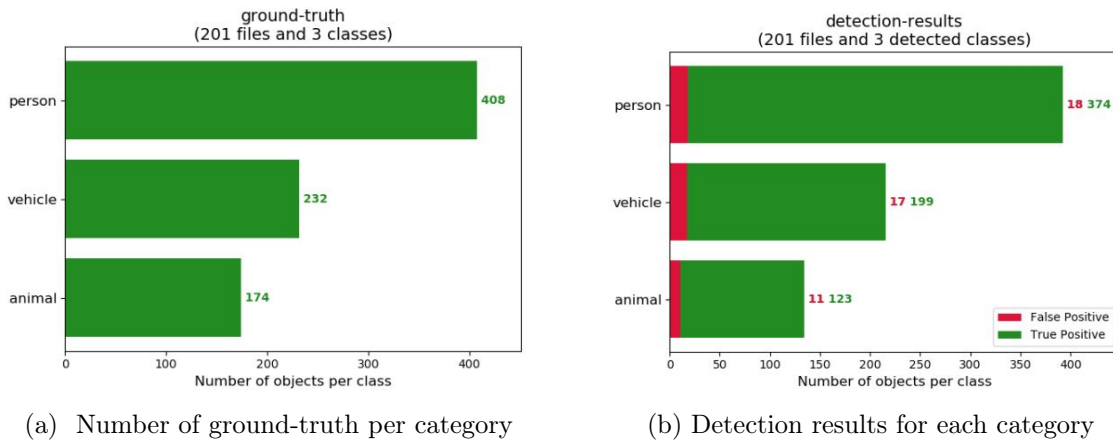 ground-truth
(201 files and 3 classes)
person
408
vehicle
232
animal
174
0 100 200 300 400
Number of objects per class
(a) Number of ground-truth per category
detection-results
(201 files and 3 detected classes)
person
18 374
vehicle
17 199
animal
11 123
False Positive
True Positive
0 50 100 150 200 250 300 350 400
Number of objects per class
(b) Detection results for each category